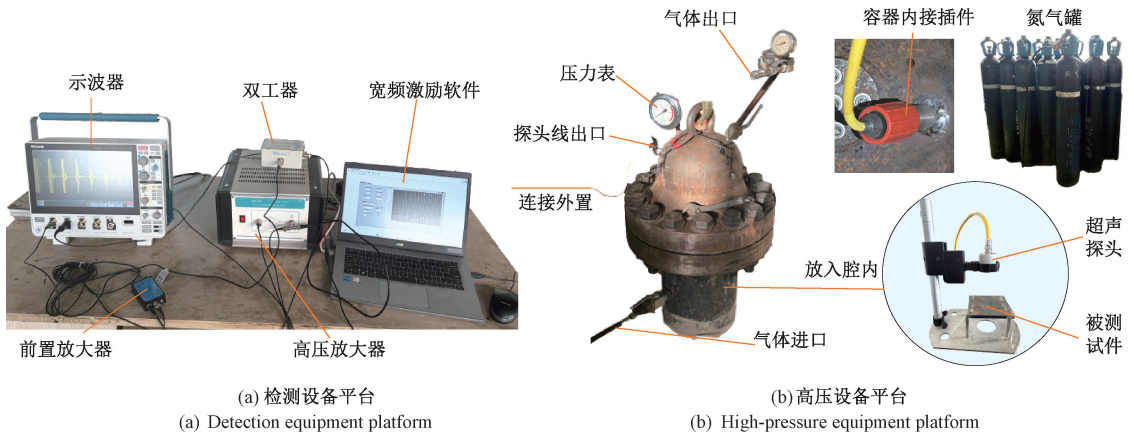 示波器
双工器
宽频激励软件
前置放大器
高压放大器
(a) 检测设备平台
(a) Detection equipment platform
气体出口
压力表
探头线出口
连接外置
容器内接插件
氮气罐
放入腔内
超声
探头
被测
试件
气体进口
(b) 高压设备平台
(b) High-pressure equipment platform